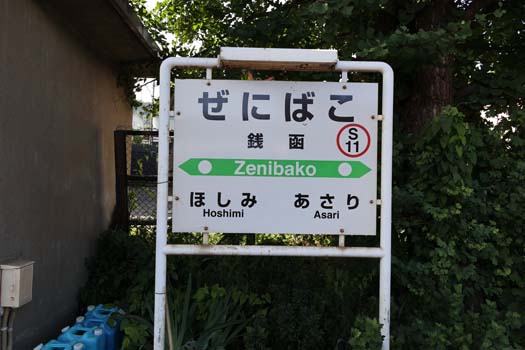 ぜにばこ
銭函
S
11
Zenibako
ほしみ あさり
Hoshimi Asari